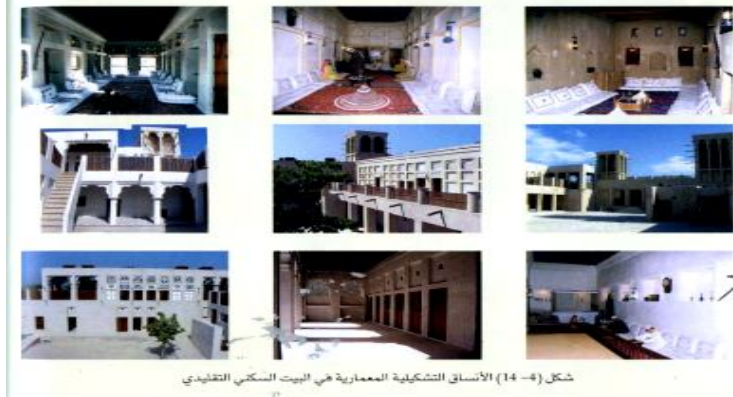 شكل (4- 14) الأنساق التشكيلية المعمارية في البيت السكني التقليدي